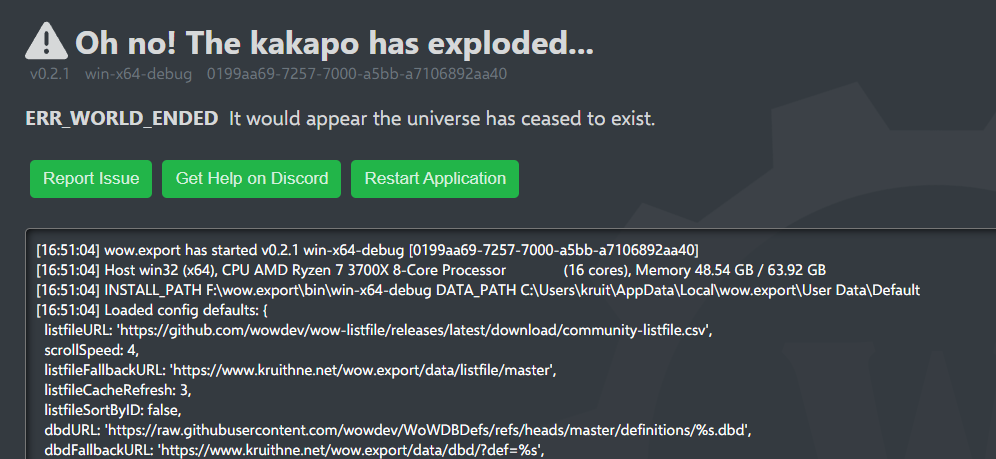 Oh no! The kakapo has exploded...
v0.2.1 win-x64-debug 0199aa69-7257-7000-a5bb-a7106892aa40
ERR_WORLD_ENDED It would appear the universe has ceased to exist.
Report Issue Get Help on Discord Restart Application
[16:51:04] wow.export has started v0.2.1 win-x64-debug [0199aa69-7257-7000-a5bb-a7106892aa40]
[16:51:04] Host win32 (x64), CPU AMD Ryzen 7 3700X 8-Core Processor (16 cores), Memory 48.54 GB / 63.92 GB
[16:51:04] INSTALL_PATH F:\wow.export\bin\win-x64-debug DATA_PATH C:\Users\kruit\AppData\Local\wow.export\User Data\Default
[16:51:04] Loaded config defaults: {
listfileURL: 'https://github.com/wowdev/wow-listfile/releases/latest/download/community-listfile.csv',
scrollSpeed: 4,
listfileFallbackURL: 'https://www.kruithne.net/wow.export/data/listfile/master',
listfileCacheRefresh: 3,
listfileSortByID: false,
dbdURL: 'https://raw.githubusercontent.com/wowdev/WoWDBDefs/refs/heads/master/definitions/%s.dbd',
dbdFallbackURL: 'https://www.kruithne.net/wow.export/data/dbd/?def=%s',